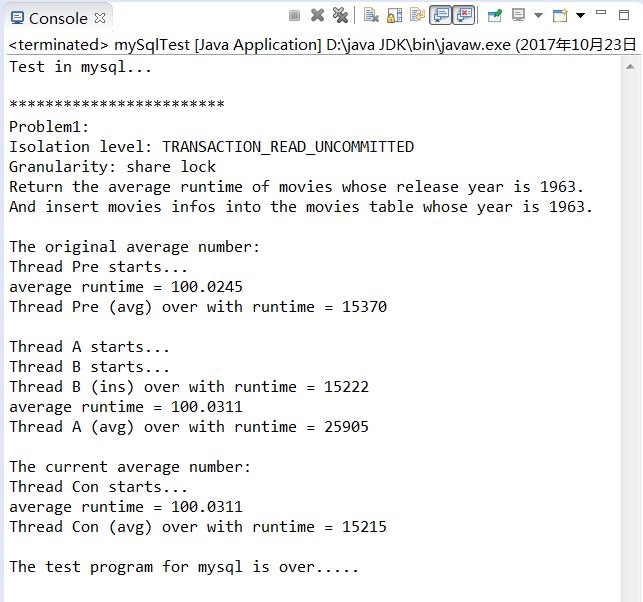 Console
<terminated> mySqlTest [Java Application] D:\java JDK\bin\javaw.exe (2017年10月23日
Test in mysql...
************************
Problem1:
Isolation level: TRANSACTION_READ_UNCOMMITTED
Granularity: share lock
Return the average runtime of movies whose release year is 1963.
And insert movies infos into the movies table whose year is 1963.
The original average number:
Thread Pre starts...
average runtime = 100.0245
Thread Pre (avg) over with runtime = 15370
Thread A starts...
Thread B starts...
Thread B (ins) over with runtime = 15222
average runtime = 100.0311
Thread A (avg) over with runtime = 25905
The current average number:
Thread Con starts...
average runtime = 100.0311
Thread Con (avg) over with runtime = 15215
The test program for mysql is over.....